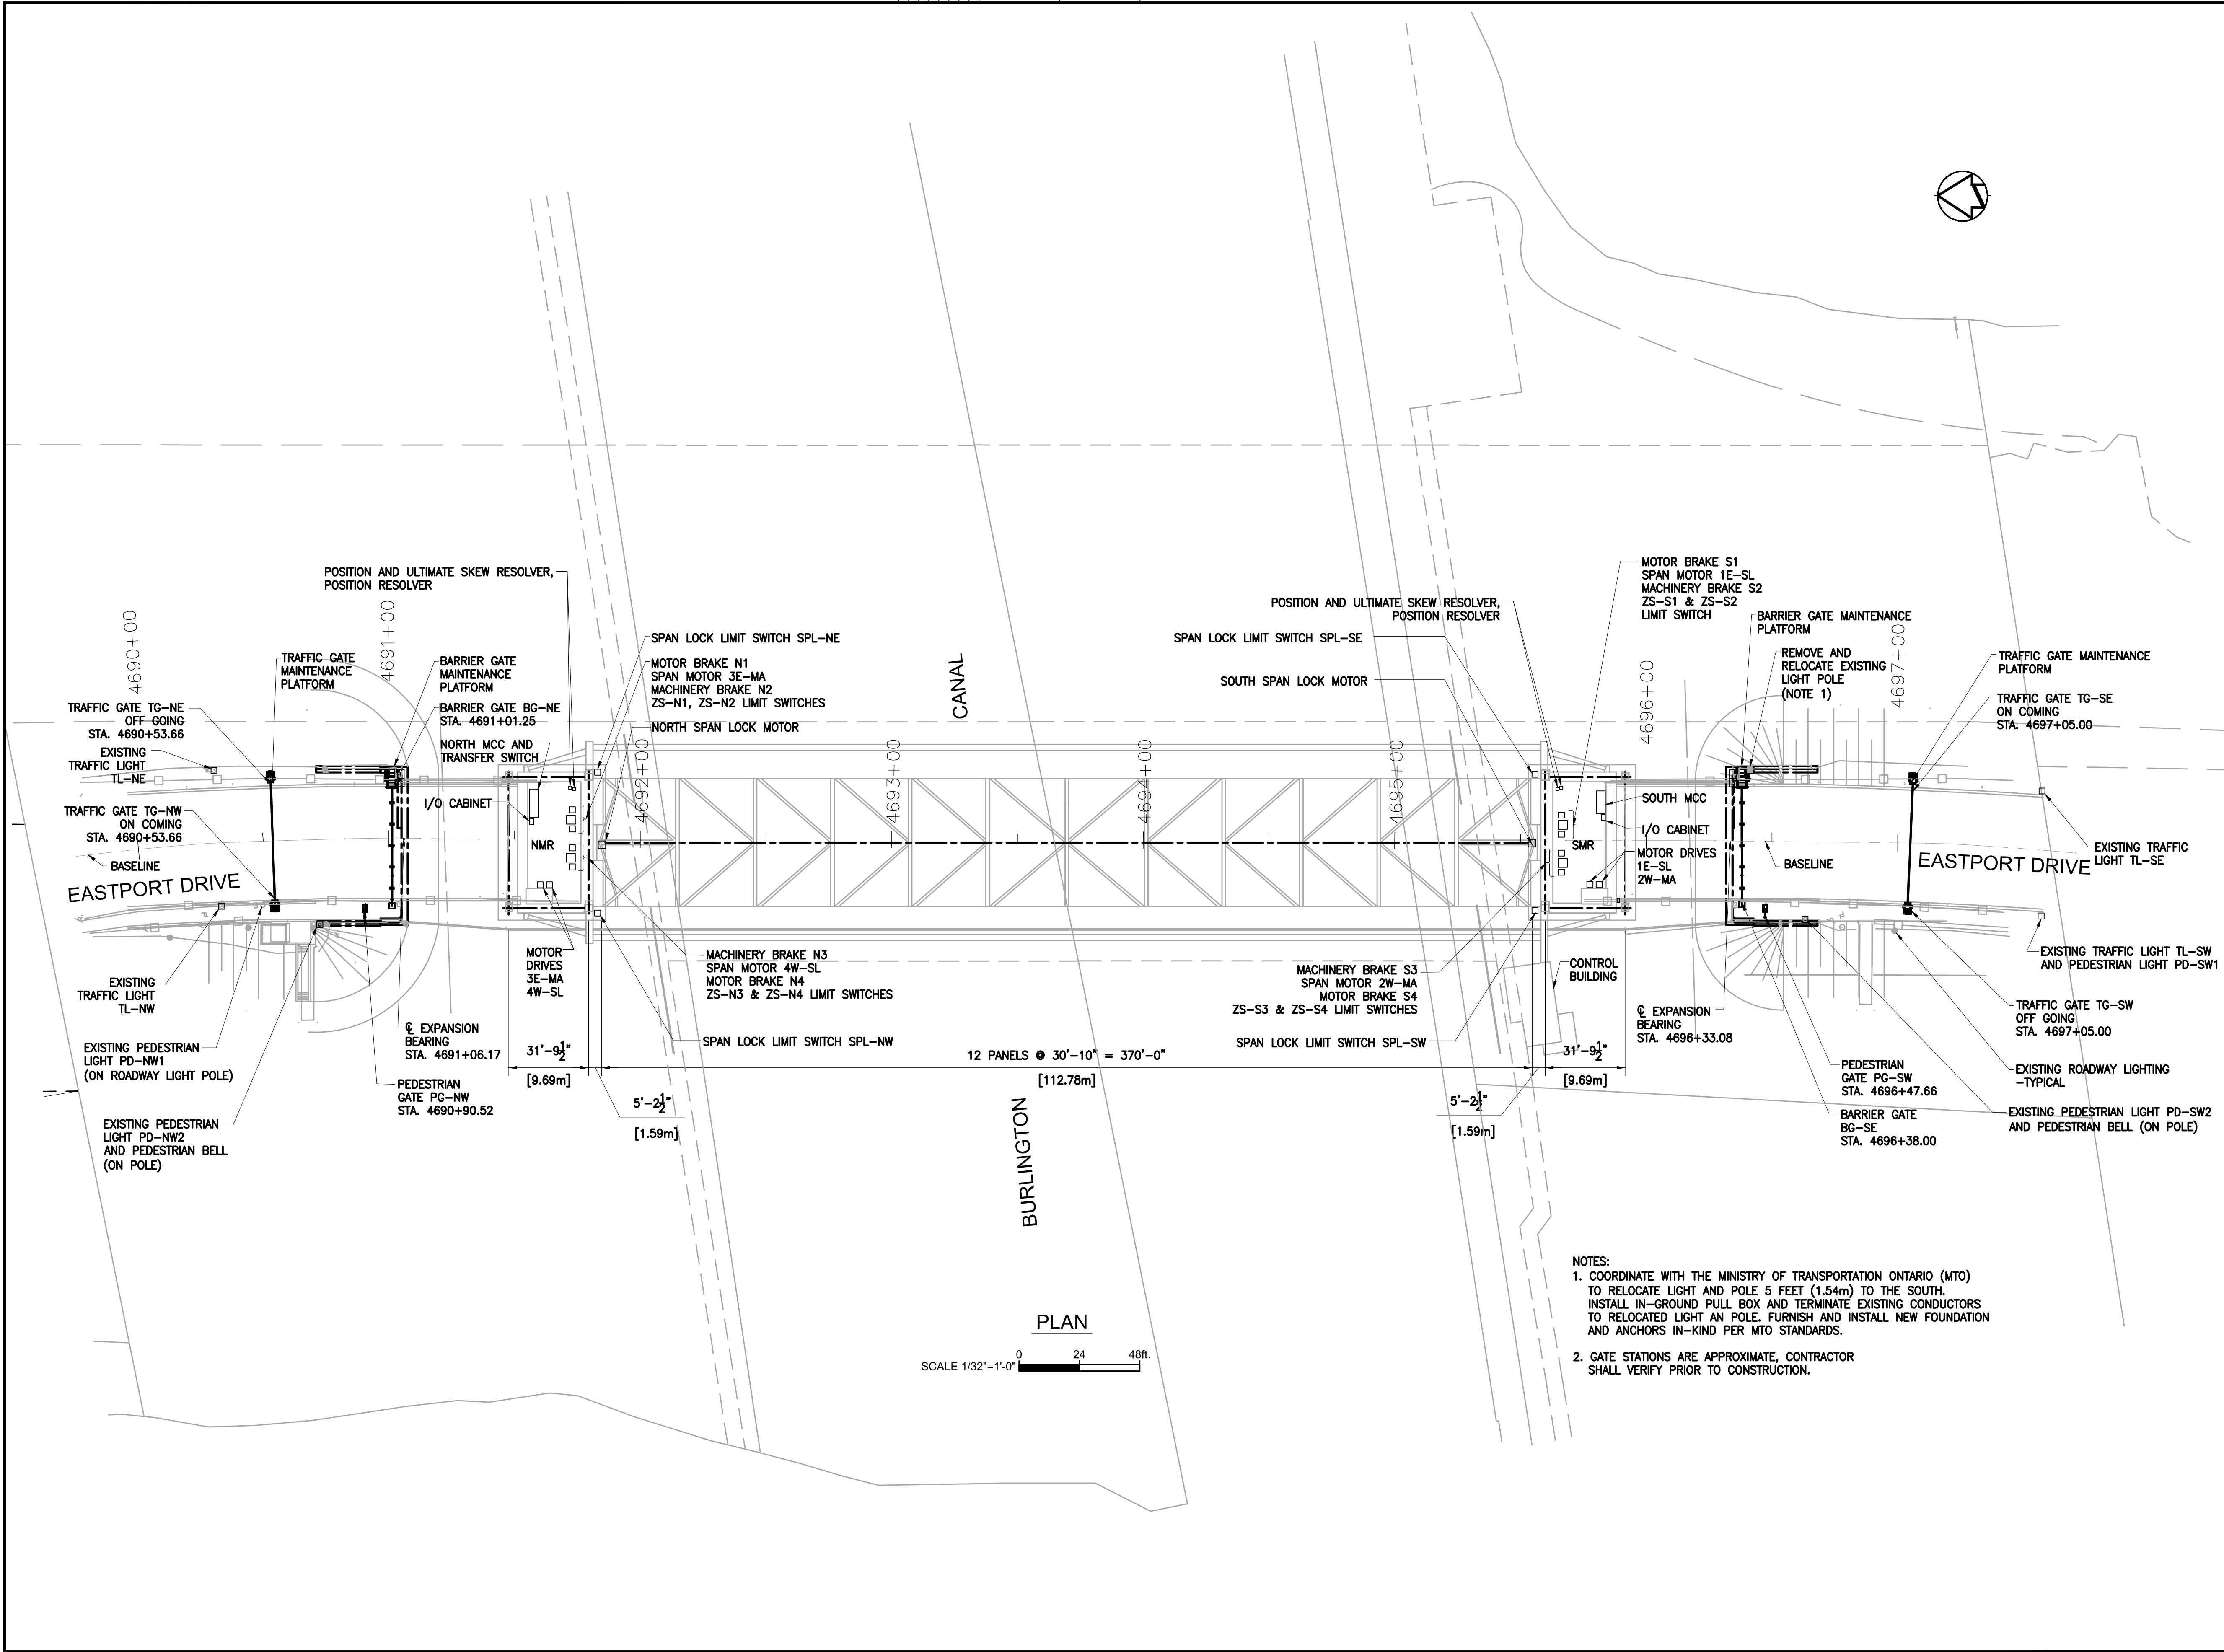 POSITION AND ULTIMATE SKEW RESOLVER,
POSITION RESOLVER
4690+00
4691+00
TRAFFIC GATE
MAINTENANCE
PLATFORM
BARRIER GATE
MAINTENANCE
PLATFORM
TRAFFIC GATE TG-NE
OFF GOING
STA. 4690+53.66
BARRIER GATE BG-NE
STA. 4691+01.25
EXISTING
TRAFFIC LIGHT
TL-NE
NORTH MCC AND
TRANSFER SWITCH
TRAFFIC GATE TG-NW
ON COMING
STA. 4690+53.66
I/O CABINET
BASELINE
EASTPORT DRIVE
NMR
SPAN LOCK LIMIT SWITCH SPL-NE
MOTOR BRAKE N1
SPAN MOTOR 3E-MA
MACHINERY BRAKE N2
ZS-N1, ZS-N2 LIMIT SWITCHES
NORTH SPAN LOCK MOTOR
4692+00
4693+00
4694+00
4695+00
CANAL
POSITION AND ULTIMATE SKEW RESOLVER,
POSITION RESOLVER
SPAN LOCK LIMIT SWITCH SPL-SE
SOUTH SPAN LOCK MOTOR
MOTOR BRAKE S1
SPAN MOTOR 1E-SL
MACHINERY BRAKE S2
ZS-S1 & ZS-S2
LIMIT SWITCH
4696+00
BARRIER GATE MAINTENANCE
PLATFORM
REMOVE AND
RELOCATE EXISTING
LIGHT POLE
(NOTE 1)
4697+00
TRAFFIC GATE MAINTENANCE
PLATFORM
TRAFFIC GATE TG-SE
ON COMING
STA. 4697+05.00
SOUTH MCC
I/O CABINET
SMR
MOTOR DRIVES
1E-SL
2W-MA
BASELINE
EASTPORT DRIVE
EXISTING TRAFFIC
LIGHT TL-SE
EXISTING
TRAFFIC LIGHT
TL-NW
EXISTING PEDESTRIAN
LIGHT PD-NW1
(ON ROADWAY LIGHT POLE)
EXISTING PEDESTRIAN
LIGHT PD-NW2
AND PEDESTRIAN BELL
(ON POLE)
℄ EXPANSION
BEARING
STA. 4691+06.17
PEDESTRIAN
GATE PG-NW
STA. 4690+90.52
MOTOR
DRIVES
3E-MA
4W-SL
31'-9½"
[9.69m]
5'-2½"
[1.59m]
MACHINERY BRAKE N3
SPAN MOTOR 4W-SL
MOTOR BRAKE N4
ZS-N3 & ZS-N4 LIMIT SWITCHES
SPAN LOCK LIMIT SWITCH SPL-NW
12 PANELS @ 30'-10" = 370'-0"
[112.78m]
BURLINGTON
MACHINERY BRAKE S3
SPAN MOTOR 2W-MA
MOTOR BRAKE S4
ZS-S3 & ZS-S4 LIMIT SWITCHES
SPAN LOCK LIMIT SWITCH SPL-SW
5'-2½"
[1.59m]
CONTROL
BUILDING
31'-9½"
[9.69m]
℄ EXPANSION
BEARING
STA. 4696+33.08
PEDESTRIAN
GATE PG-SW
STA. 4696+47.66
BARRIER GATE
BG-SE
STA. 4696+38.00
EXISTING TRAFFIC LIGHT TL-SW
AND PEDESTRIAN LIGHT PD-SW1
TRAFFIC GATE TG-SW
OFF GOING
STA. 4697+05.00
EXISTING ROADWAY LIGHTING
-TYPICAL
EXISTING PEDESTRIAN LIGHT PD-SW2
AND PEDESTRIAN BELL (ON POLE)
NOTES:
1. COORDINATE WITH THE MINISTRY OF TRANSPORTATION ONTARIO (MTO)
TO RELOCATE LIGHT AND POLE 5 FEET (1.54m) TO THE SOUTH.
INSTALL IN-GROUND PULL BOX AND TERMINATE EXISTING CONDUCTORS
TO RELOCATED LIGHT AN POLE. FURNISH AND INSTALL NEW FOUNDATION
AND ANCHORS IN-KIND PER MTO STANDARDS.
2. GATE STATIONS ARE APPROXIMATE, CONTRACTOR
SHALL VERIFY PRIOR TO CONSTRUCTION.
PLAN
SCALE 1/32"=1'-0"
0 24 48ft.